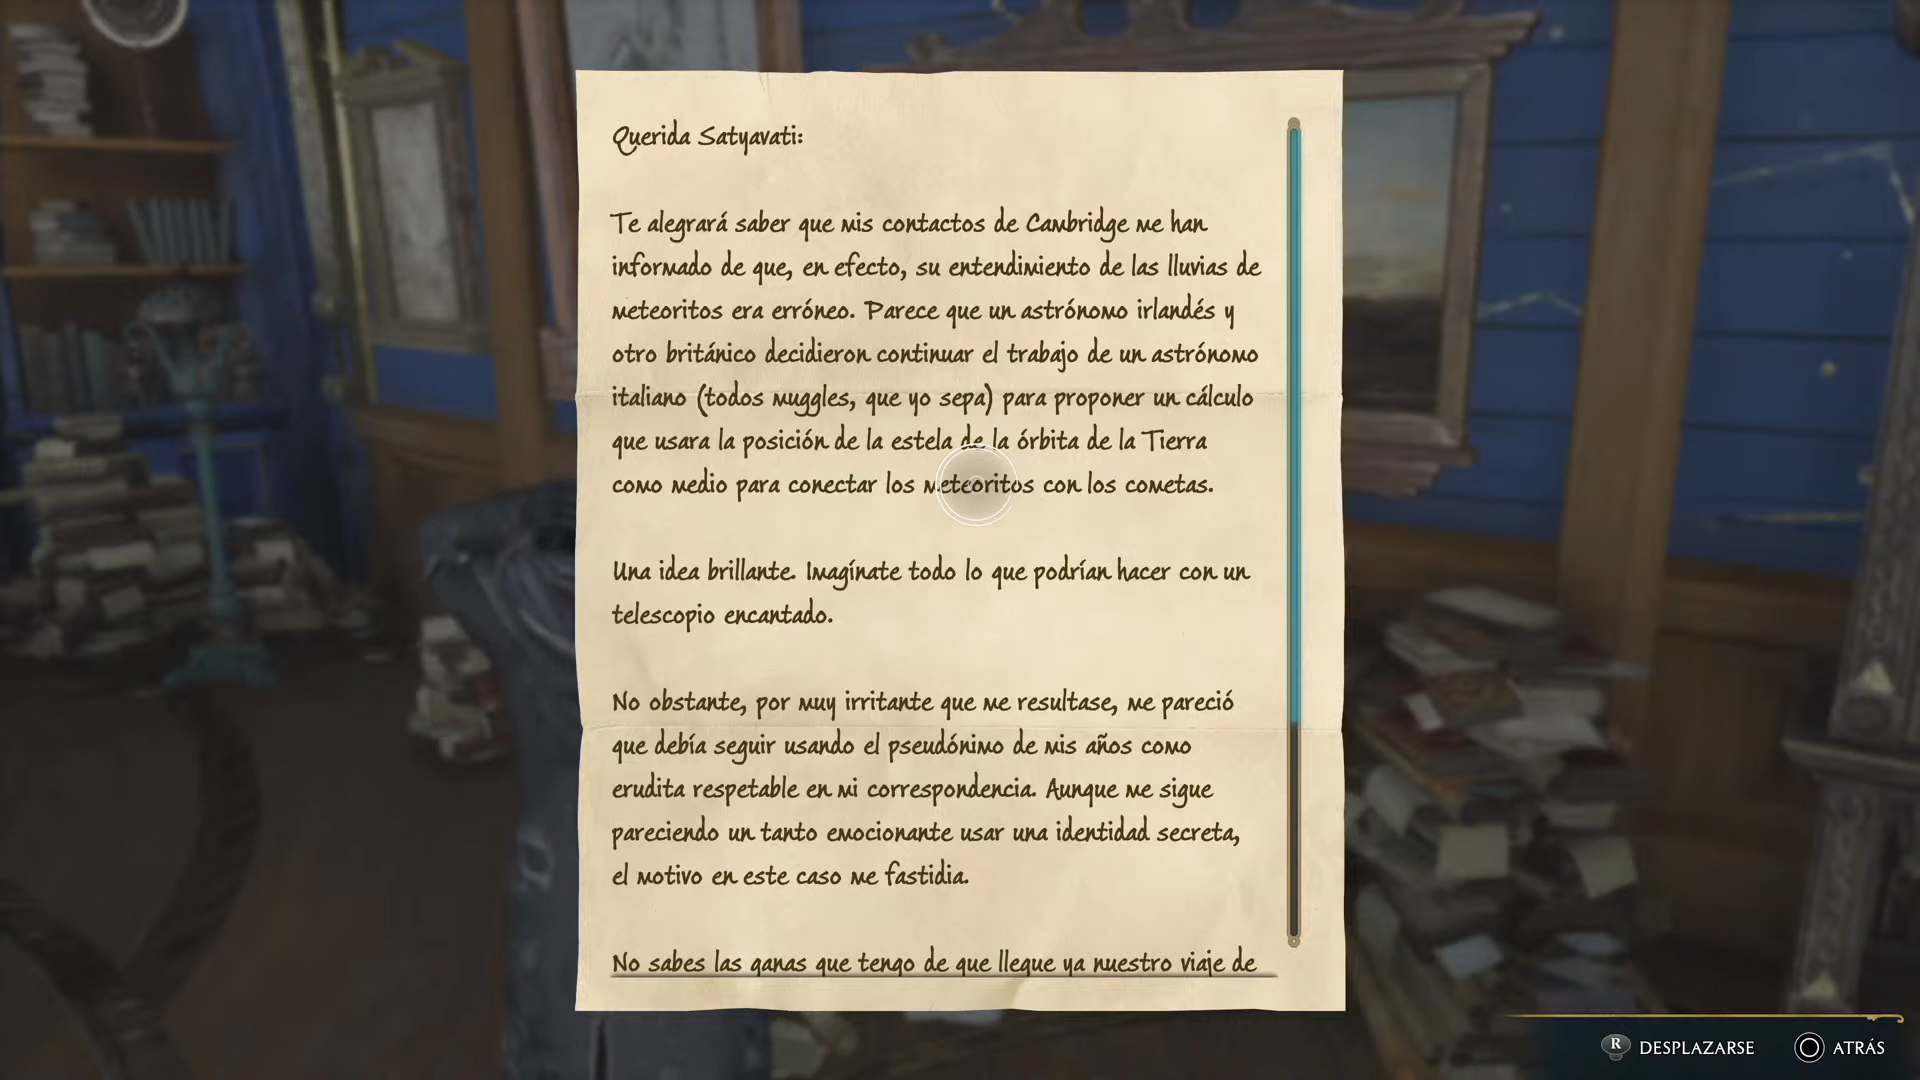 Querida Satyavati:
Te alegrará saber que mis contactos de Cambridge me han
informado de que, en efecto, su entendimiento de las lluvias de
meteoritos era erróneo. Parece que un astrónomo irlandés y
otro británico decidieron continuar el trabajo de un astrónomo
italiano (todos muggles, que yo sepa) para proponer un cálculo
que usara la posición de la estela de la órbita de la Tierra
como medio para conectar los meteoritos con los cometas.
Una idea brillante. Imagínate todo lo que podrían hacer con un
telescopio encantado.
No obstante, por muy irritante que me resultase, me pareció
que debía seguir usando el pseudónimo de mis años como
erudita respetable en mi correspondencia. Aunque me sigue
pareciendo un tanto emocionante usar una identidad secreta,
el motivo en este caso me fastidia.
No sabes las ganas que tengo de que llegue ya nuestro viaje de
R DESPLAZARSE ATRÁS